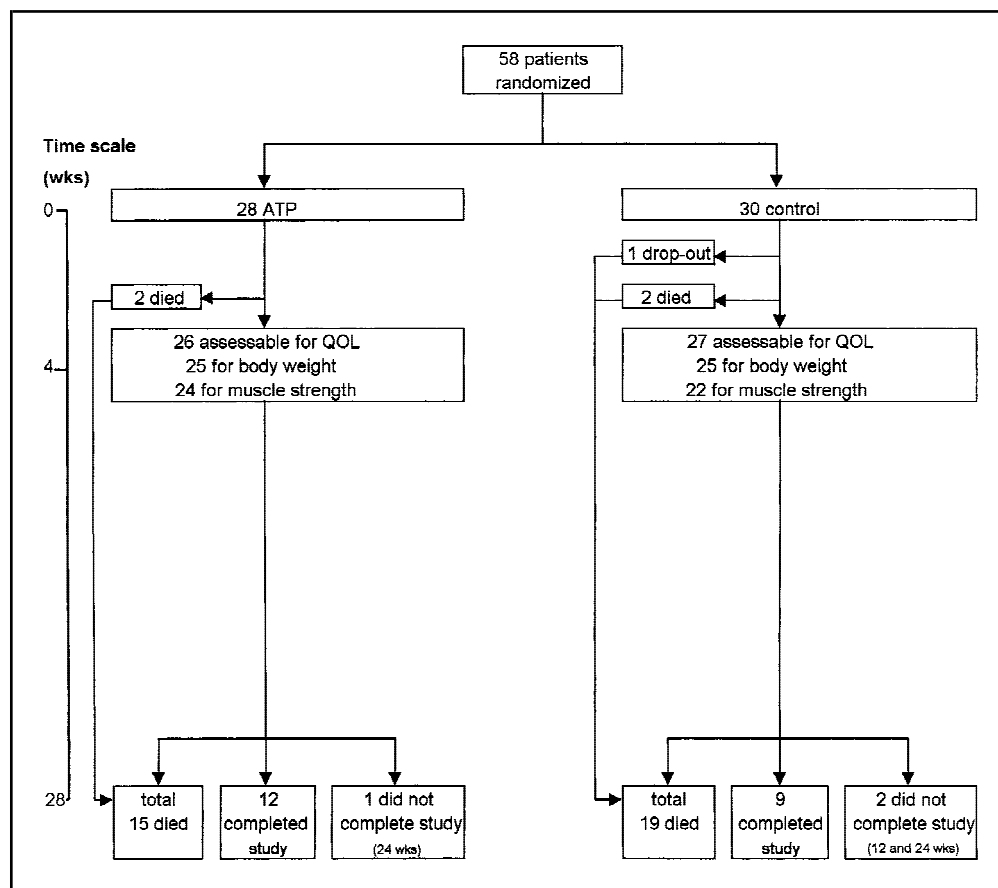 58 patients
randomized
Time scale
(wks)
0
28 ATP
30 control
1 drop-out
2 died
2 died
4
26 assessable for QOL
25 for body weight
24 for muscle strength
27 assessable for QOL
25 for body weight
22 for muscle strength
28
total
15 died
12
completed
study
1 did not
complete study
(24 wks)
total
19 died
9
completed
study
2 did not
complete study
(12 and 24 wks)